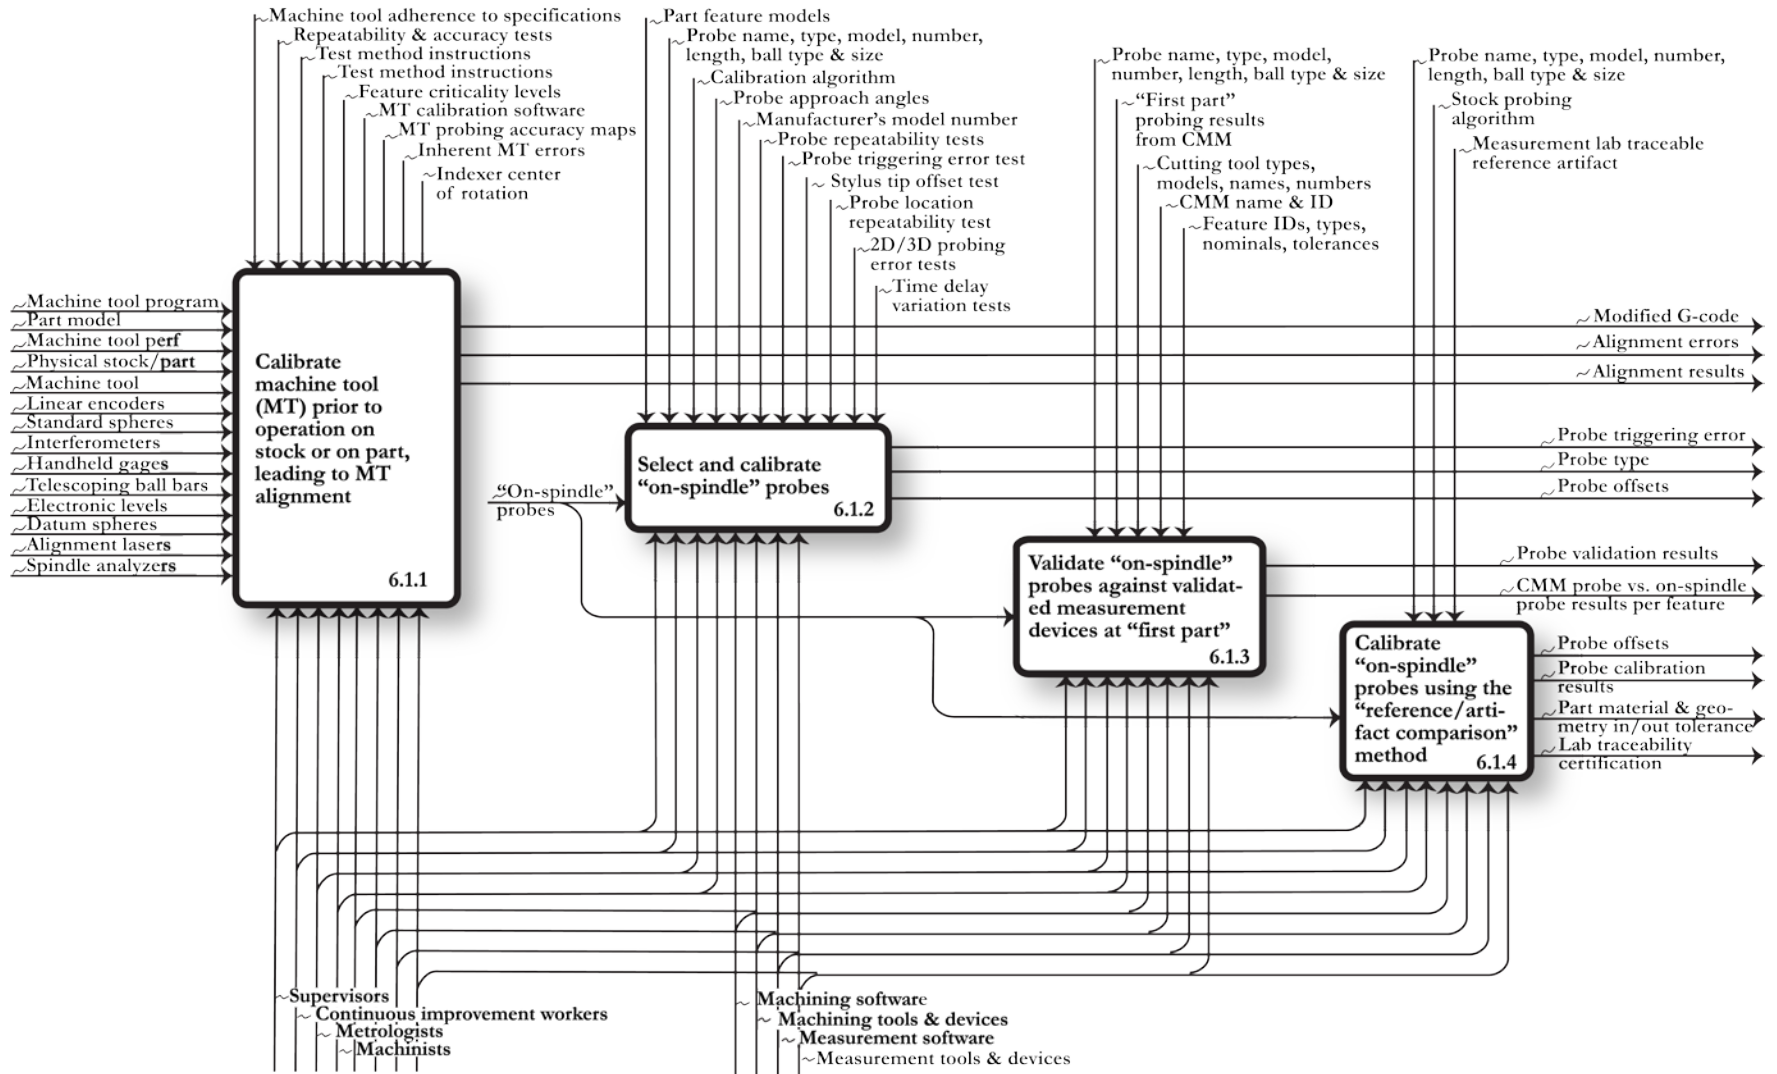 Machine tool adherence to specifications
Repeatability & accuracy tests
Test method instructions
Test method instructions
Feature criticality levels
MT calibration software
MT probing accuracy maps
Inherent MT errors
Indexer center
of rotation
Part feature models
Probe name, type, model, number,
length, ball type & size
Calibration algorithm
Probe approach angles
Manufacturer’s model number
Probe repeatability tests
Probe triggering error test
Stylus tip offset test
Probe location
repeatability test
2D/3D probing
error tests
Time delay
variation tests
Probe name, type, model,
number, length, ball type & size
“First part”
probing results
from CMM
Cutting tool types,
models, names, numbers
CMM name & ID
Feature IDs, types,
nominals, tolerances
Probe name, type, model, number,
length, ball type & size
Stock probing
algorithm
Measurement lab traceable
reference artifact
Machine tool program
Part model
Machine tool perf
Physical stock/part
Machine tool
Linear encoders
Standard spheres
Interferometers
Handheld gages
Telescoping ball bars
Electronic levels
Datum spheres
Alignment lasers
Spindle analyzers
Calibrate
machine tool
(MT) prior to
operation on
stock or on part,
leading to MT
alignment
6.1.1
Modified G-code
Alignment errors
Alignment results
“On-spindle”
probes
Select and calibrate
“on-spindle” probes
6.1.2
Probe triggering error
Probe type
Probe offsets
Validate “on-spindle”
probes against validat-
ed measurement
devices at “first part”
6.1.3
Probe validation results
CMM probe vs. on-spindle
probe results per feature
Calibrate
“on-spindle”
probes using the
“reference/arti-
fact comparison”
method
6.1.4
Probe offsets
Probe calibration
results
Part material & geo-
metry in/out tolerance
Lab traceability
certification
Supervisors
Continuous improvement workers
Metrologists
Machinists
Machining software
Machining tools & devices
Measurement software
Measurement tools & devices